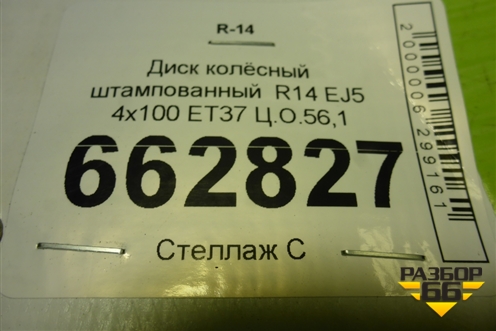 R-14
Диск колёсный
штампованный R14 EJ5
4x100 ET37 Ц.О.56,1
662827
Стеллаж С
2000006299161
РАЗБОР
66